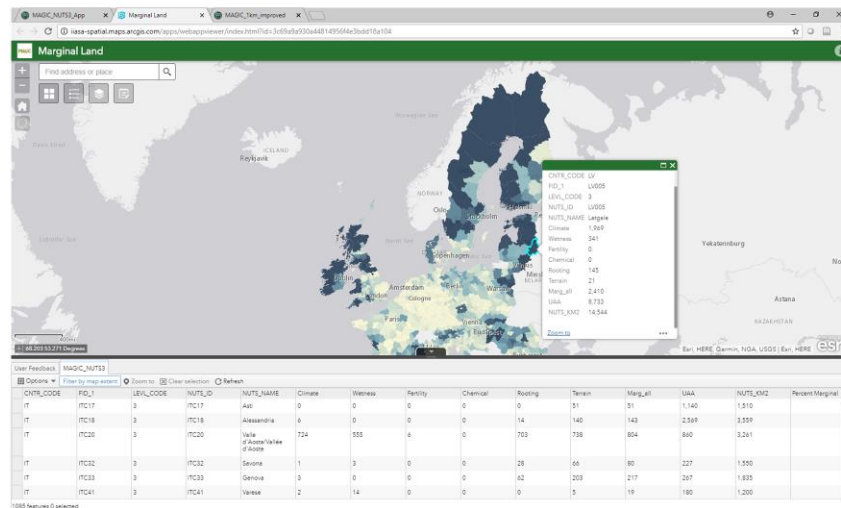 MAGIC_NUTS3_App
Marginal Land
MAGIC_1km_improved
iiasa-spatial.maps.arcgis.com/apps/webappviewer/index.html?id=
Marginal Land
Find address or place
ICELAND
Reykjavik
Norwegian Sea
NORWAY
Oslo
Stockholm
Helsinki
Copenhagen
Dublin
Amsterdam
Berlin
London
Cologne
Paris
Vienna
Yekaterinburg
Astana
KAZAKHSTAN
CNTR_CODE LV
FID_1 LV005
LEVL_CODE 3
NUTS_ID LV005
NUTS_NAME Latgale
Climate 1,969
Wetness 341
Fertility 0
Chemical 0
Rooting 145
Terrain 21
Marg_all 2,410
UAA 8,733
NUTS_KM2 14,544
Zoom to
Esri, HERE, Garmin, NGA, USGS | Esri, HERE
esri
User Feedback MAGIC_NUTS3
Options Filter by map extent Zoom to Clear selection Refresh
CNTR_CODE FID_1 LEVL_CODE NUTS_ID NUTS_NAME Climate Wetness Fertility Chemical Rooting Terrain Marg_all UAA NUTS_KM2 Percent Marginal
IT ITC17 3 ITC17 Asti 0 0 0 0 0 51 51 1,140 1,510
IT ITC18 3 ITC18 Alessandria 6 0 0 0 14 140 143 2,569 3,559
IT ITC20 3 ITC20 Valle d'Aoste/Vallée d'Aoste 724 555 6 0 703 738 804 860 3,261
IT ITC32 3 ITC32 Savona 1 3 0 0 28 66 80 227 1,550
IT ITC33 3 ITC33 Genova 3 0 0 0 62 203 217 267 1,835
IT ITC41 3 ITC41 Varese 2 14 0 0 0 5 19 180 1,200
1085 features 0 selected